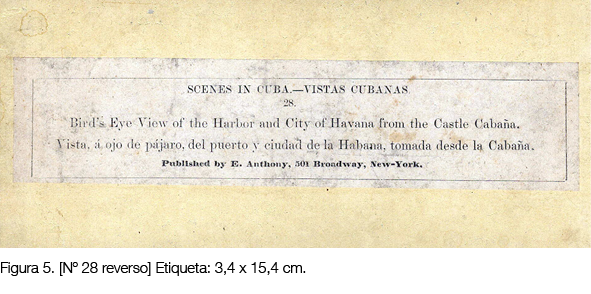 SCENES IN CUBA.—VISTAS CUBANAS
28.
Bird's Eye View of the Harbor and City of Havana from the Castle Cabaña.
Vista, á ojo de pájaro, del puerto y ciudad de la Habana, tomada desde la Cabaña.
Published by E. Anthony, 501 Broadway, New-York.
Figura 5. [Nº 28 reverso] Etiqueta: 3,4 x 15,4 cm.